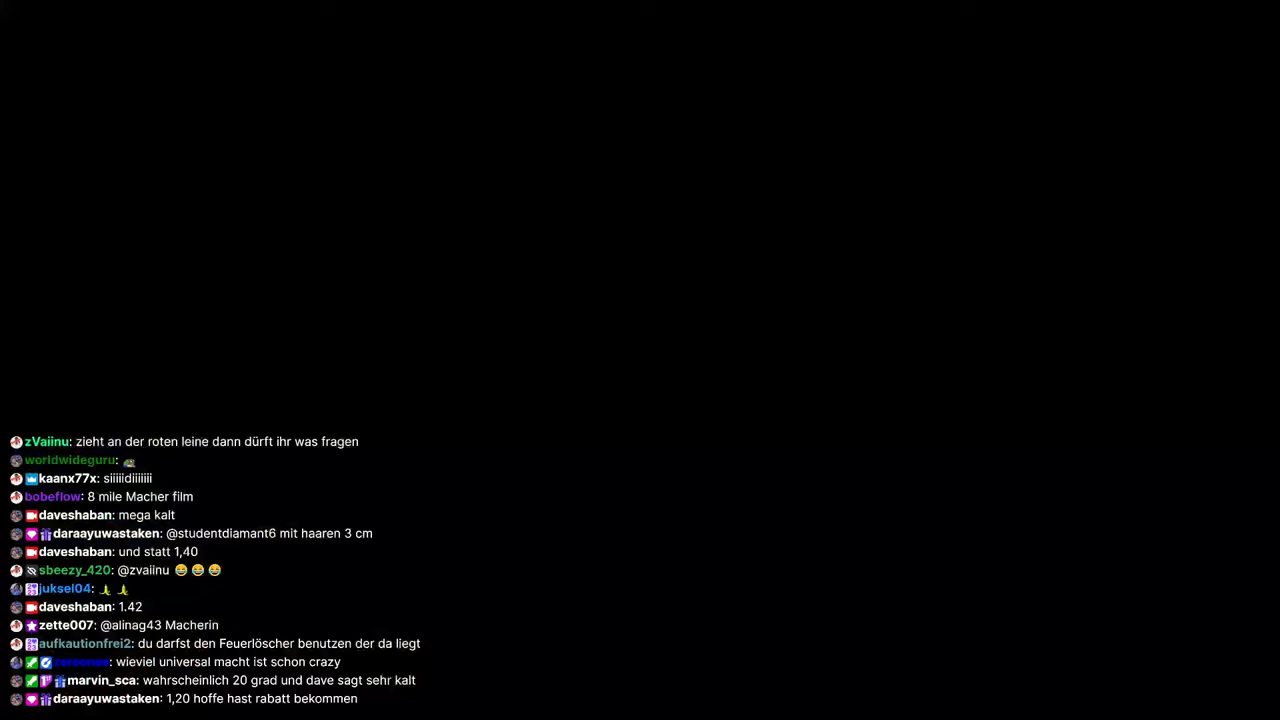 zVaiinu: zieht an der roten leine dann dürft ihr was fragen
worldwideguru:
kaanx77x: siiiiidiiiiiii
bobeflow: 8 mile Macher film
daveshaban: mega kalt
daraayuwastaken: @studentdiamant6 mit haaren 3 cm
daveshaban: und statt 1,40
sbeezy_420: @zvaiinu 😂 😂 😂
juksel04:
daveshaban: 1.42
zette007: @alinag43 Macherin
aufkautionfrei2: du darfst den Feuerlöscher benutzen der da liegt
: wieviel universal macht ist schon crazy
marvin_sca: wahrscheinlich 20 grad und dave sagt sehr kalt
daraayuwastaken: 1,20 hoffe hast rabatt bekommen